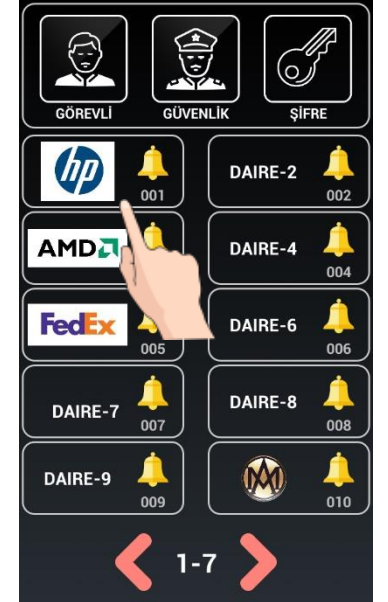 GÖREVLİ GÜVENLİK ŞİFRE
hp 001
DAIRE-2 002
AMD
DAIRE-4 004
FedEx 005
DAIRE-6 006
DAIRE-7 007
DAIRE-8 008
DAIRE-9 009
010
1-7